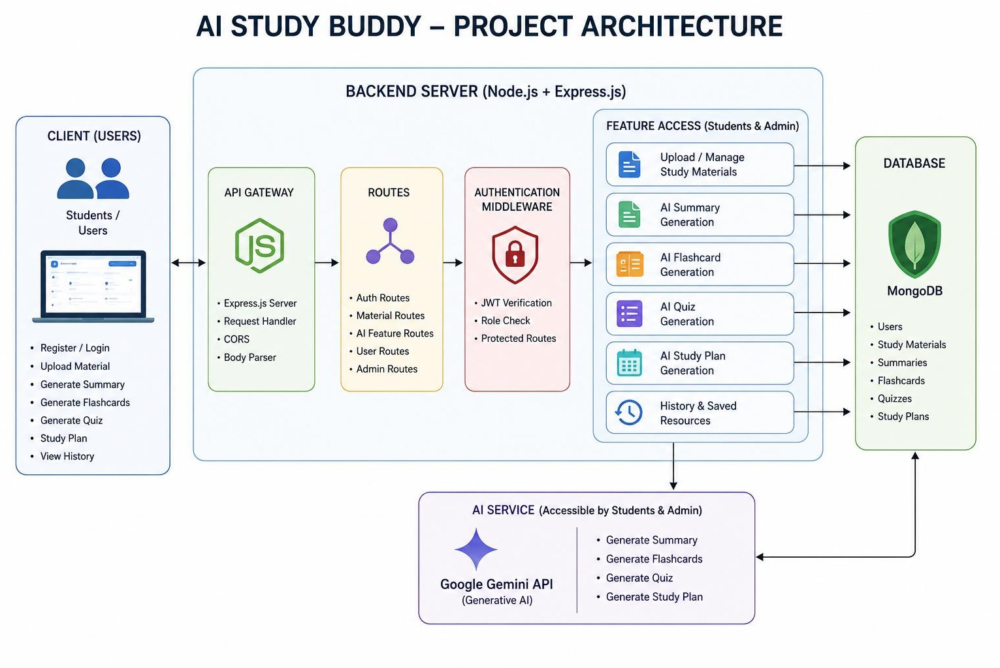 AI STUDY BUDDY – PROJECT ARCHITECTURE
CLIENT (USERS)
Students /
Users
• Register / Login
• Upload Material
• Generate Summary
• Generate Flashcards
• Generate Quiz
• Study Plan
• View History
BACKEND SERVER (Node.js + Express.js)
API GATEWAY
JS
• Express.js Server
• Request Handler
• CORS
• Body Parser
ROUTES
• Auth Routes
• Material Routes
• AI Feature Routes
• User Routes
• Admin Routes
AUTHENTICATION
MIDDLEWARE
• JWT Verification
• Role Check
• Protected Routes
FEATURE ACCESS (Students & Admin)
Upload / Manage
Study Materials
AI Summary
Generation
AI Flashcard
Generation
AI Quiz
Generation
AI Study Plan
Generation
History & Saved
Resources
DATABASE
MongoDB
• Users
• Study Materials
• Summaries
• Flashcards
• Quizzes
• Study Plans
AI SERVICE (Accessible by Students & Admin)
Google Gemini API
(Generative AI)
• Generate Summary
• Generate Flashcards
• Generate Quiz
• Generate Study Plan